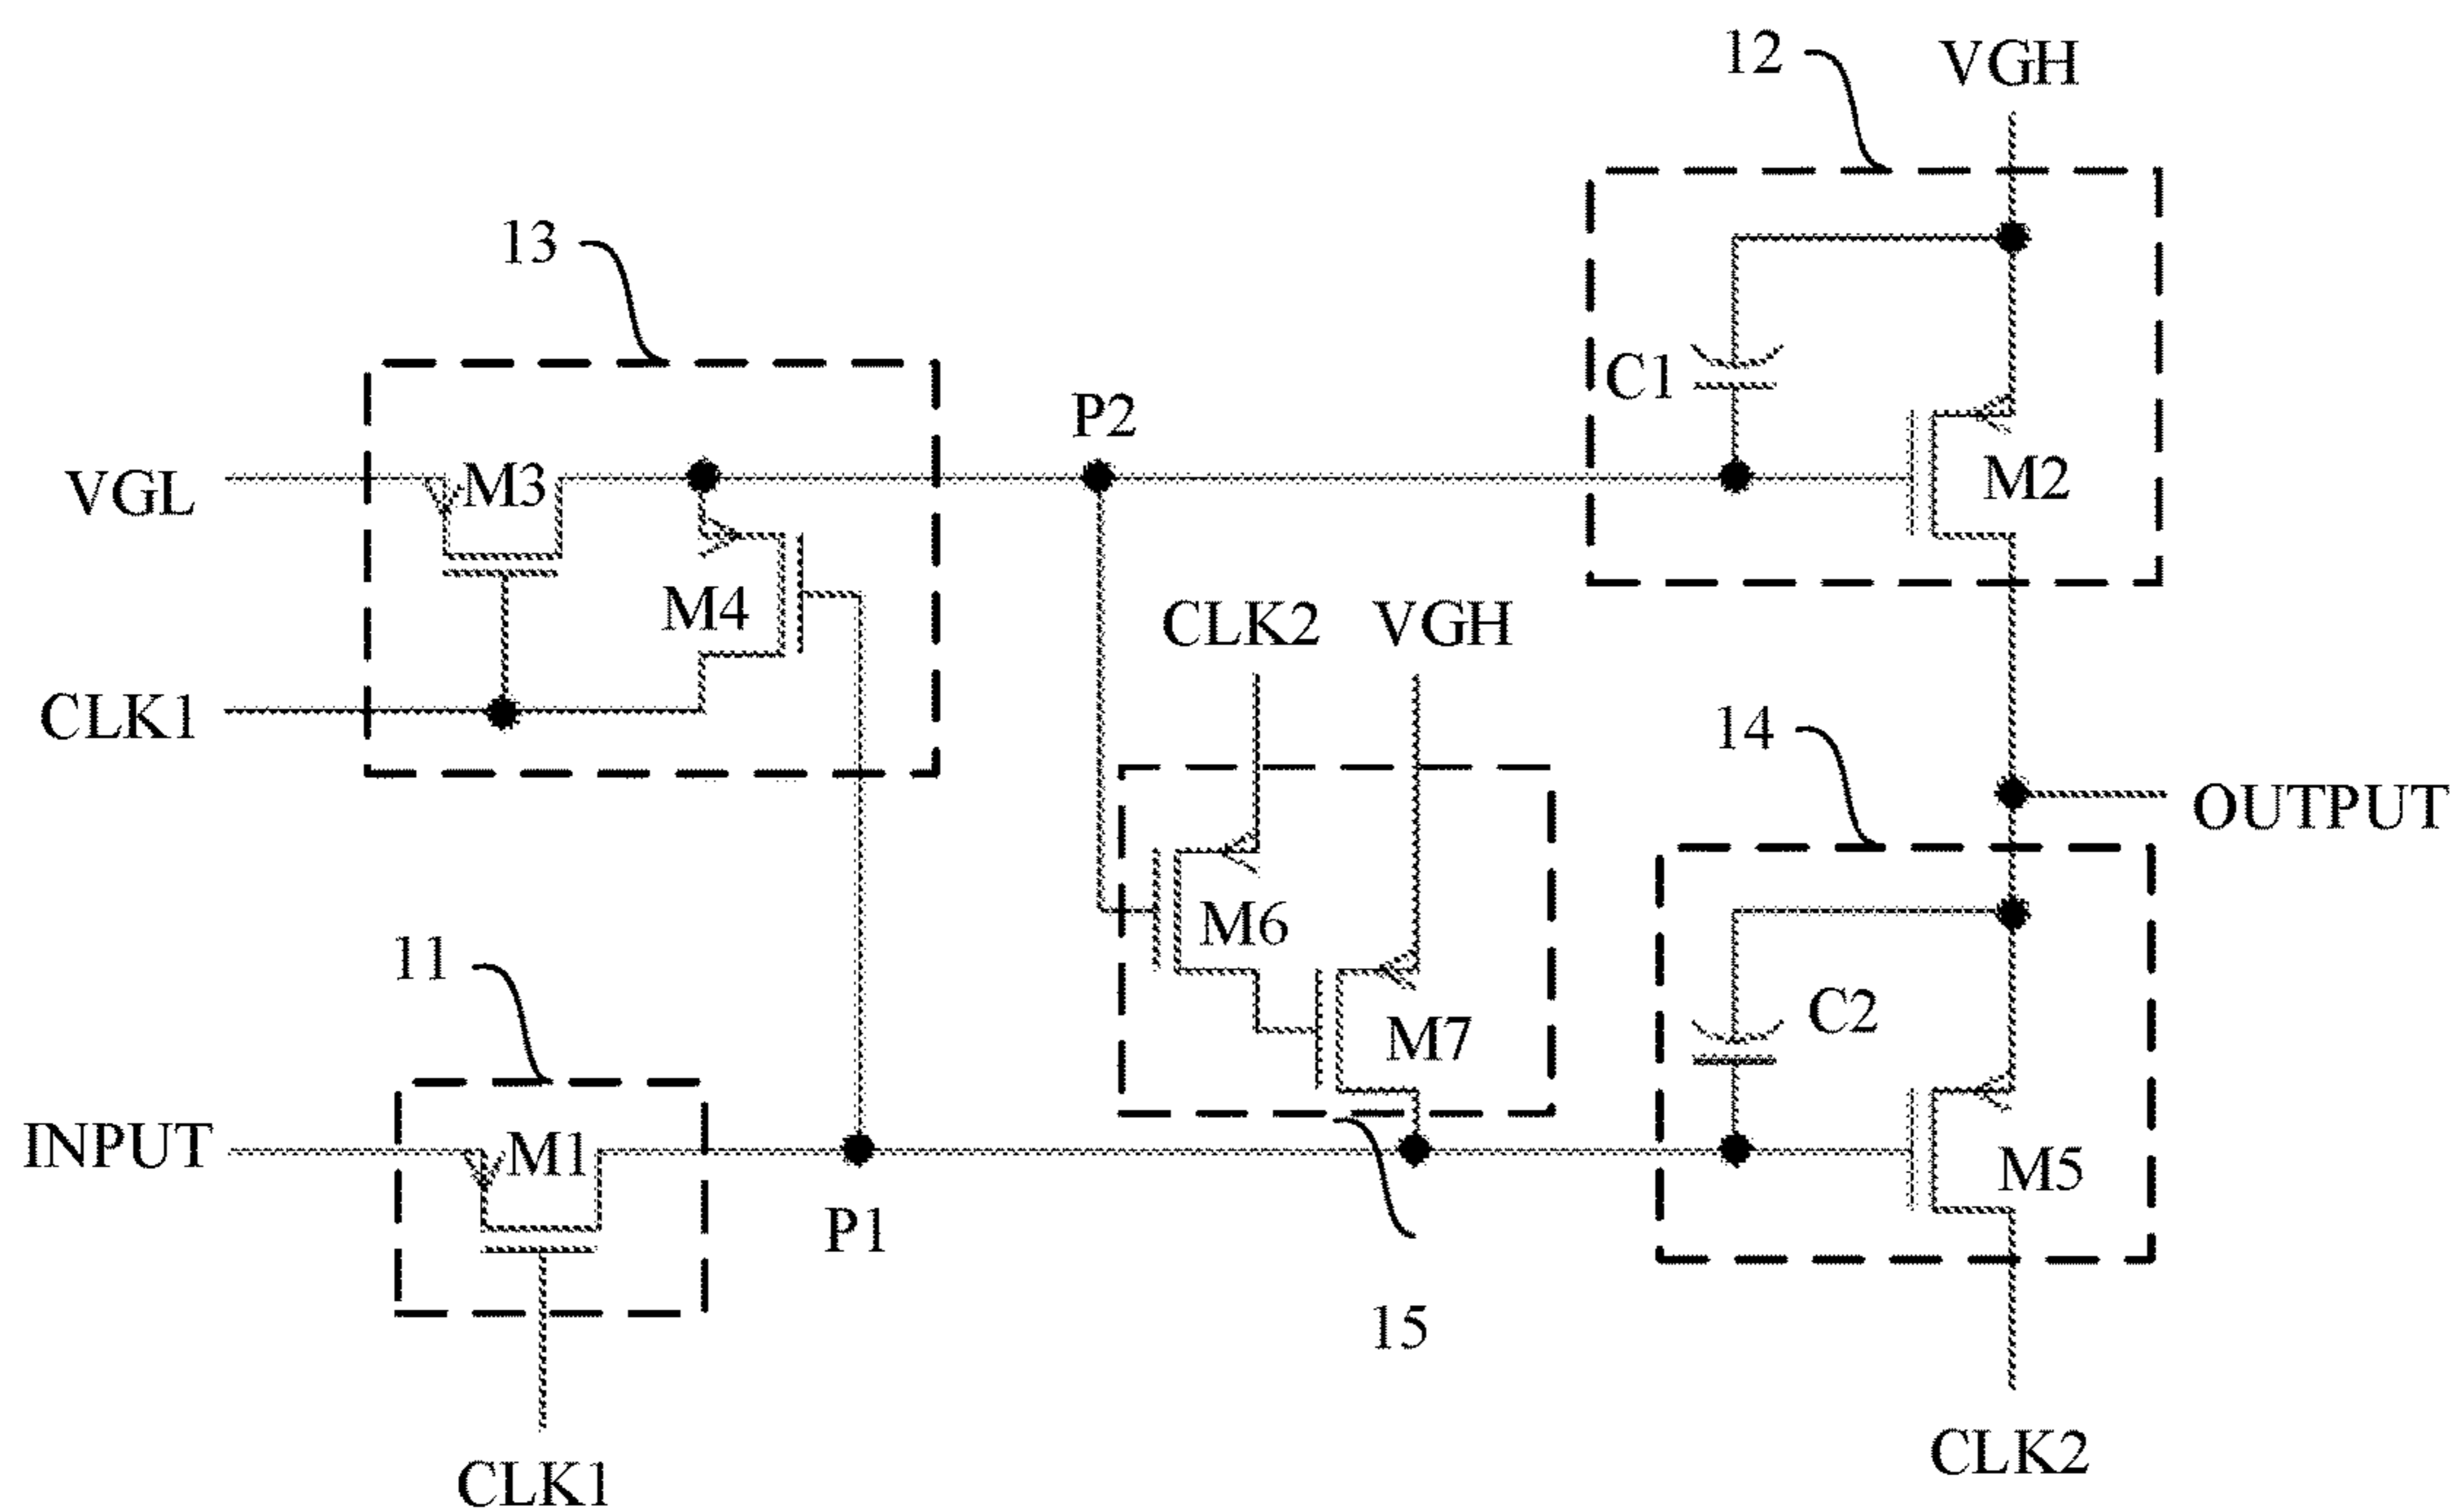 12
VGH
13
C1
P2
VGL
M3
M2
M4
CLK2
VGH
CLK1
14
OUTPUT
M6
11
C2
M7
INPUT
M1
M5
P1
15
CLK2
CLK1